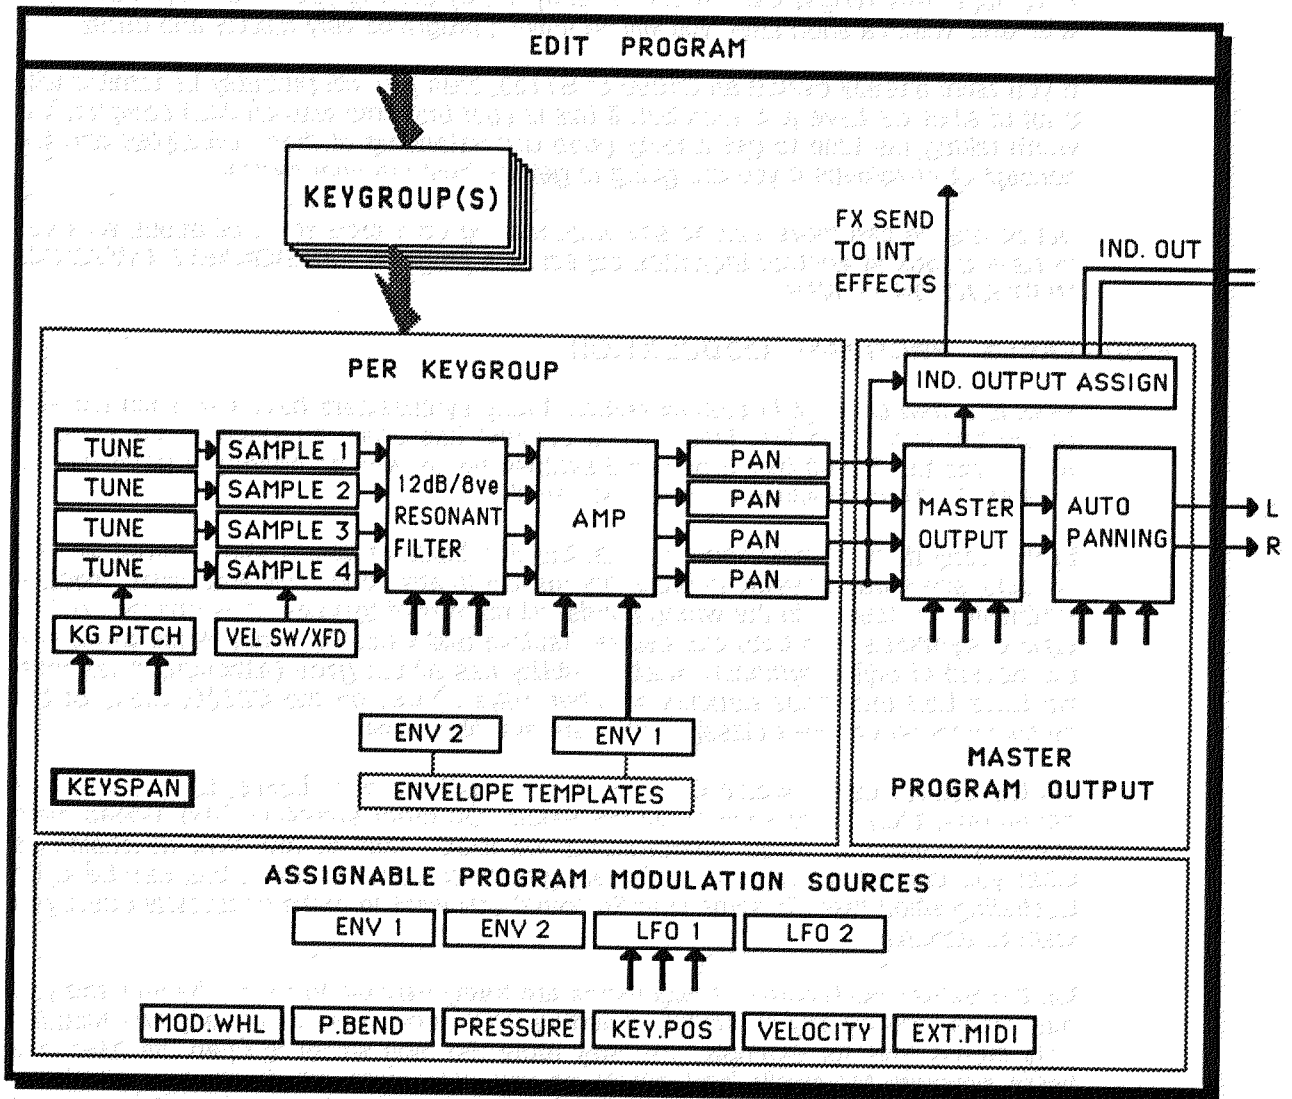 EDIT PROGRAM
KEYGROUP(S)
FX SEND
TO INT
EFFECTS
IND. OUT
PER KEYGROUP
IND. OUTPUT ASSIGN
TUNE
SAMPLE 1
PAN
TUNE
SAMPLE 2
PAN
TUNE
SAMPLE 3
PAN
TUNE
SAMPLE 4
PAN
12dB/8ve
RESONANT
FILTER
AMP
MASTER
OUTPUT
AUTO
PANNING
L
R
KG PITCH
VEL SW/XFD
ENV 2
ENV 1
KEYSPAN
ENVELOPE TEMPLATES
MASTER
PROGRAM OUTPUT
ASSIGNABLE PROGRAM MODULATION SOURCES
ENV 1
ENV 2
LFO 1
LFO 2
MOD.WHL
P.BEND
PRESSURE
KEY.POS
VELOCITY
EXT.MIDI